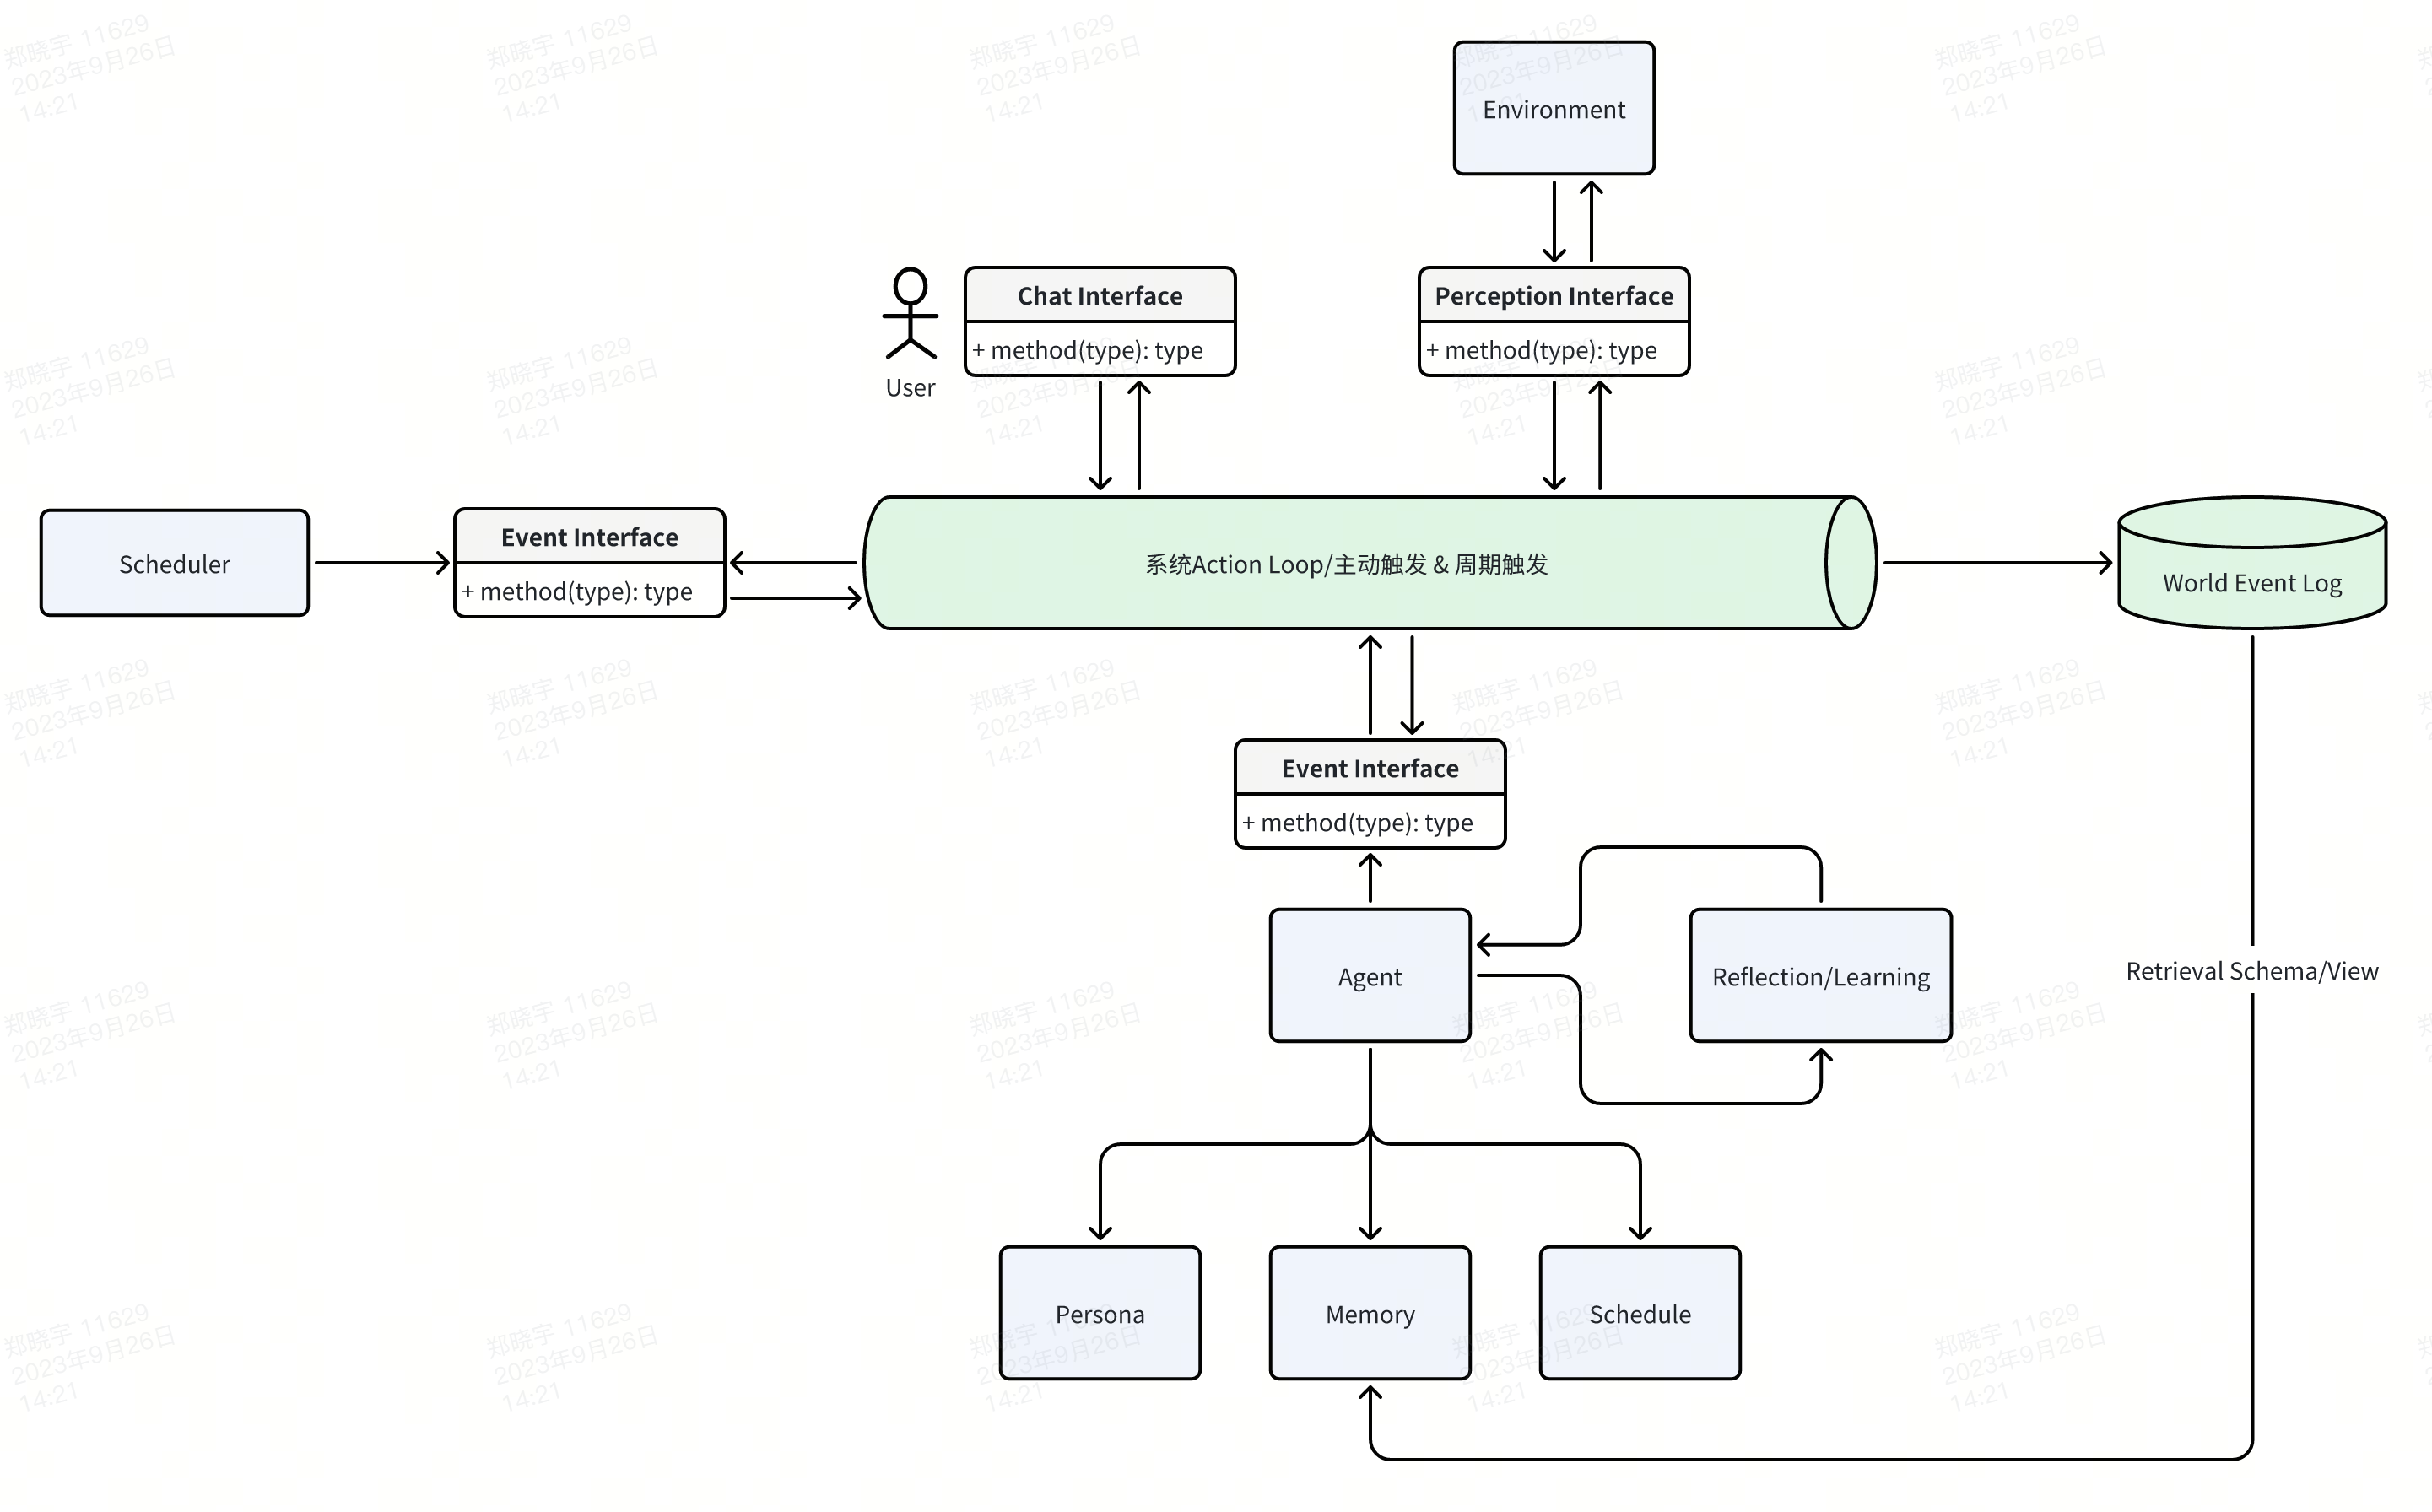 Environment
Chat Interface
+ method(type): type
User
Perception Interface
+ method(type): type
Scheduler
Event Interface
+ method(type): type
系统Action Loop/主动触发 & 周期触发
World Event Log
Event Interface
+ method(type): type
Agent
Reflection/Learning
Retrieval Schema/View
Persona
Memory
Schedule
郑晓宇 11629
2023年9月26日
14:21